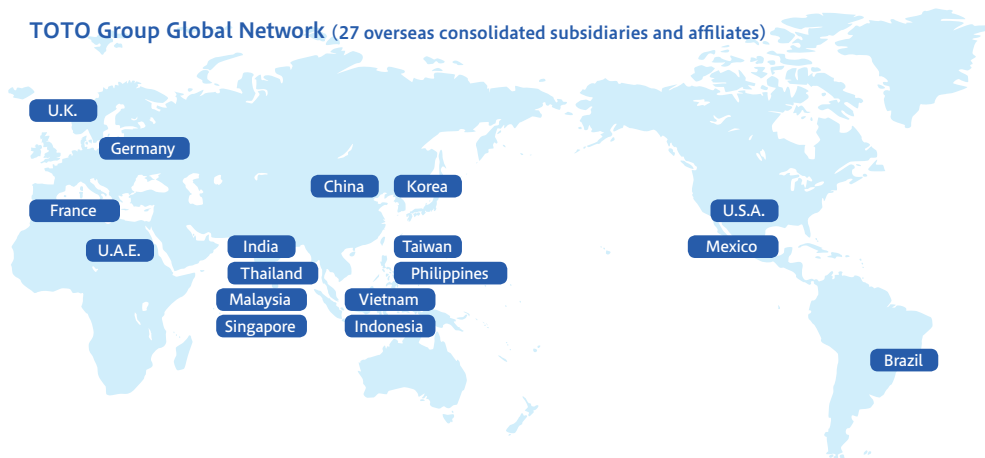 TOTO Group Global Network (27 overseas consolidated subsidiaries and affiliates)
U.K.
Germany
China
Korea
France
U.S.A.
U.A.E.
India
Taiwan
Mexico
Thailand
Philippines
Malaysia
Vietnam
Singapore
Indonesia
Brazil